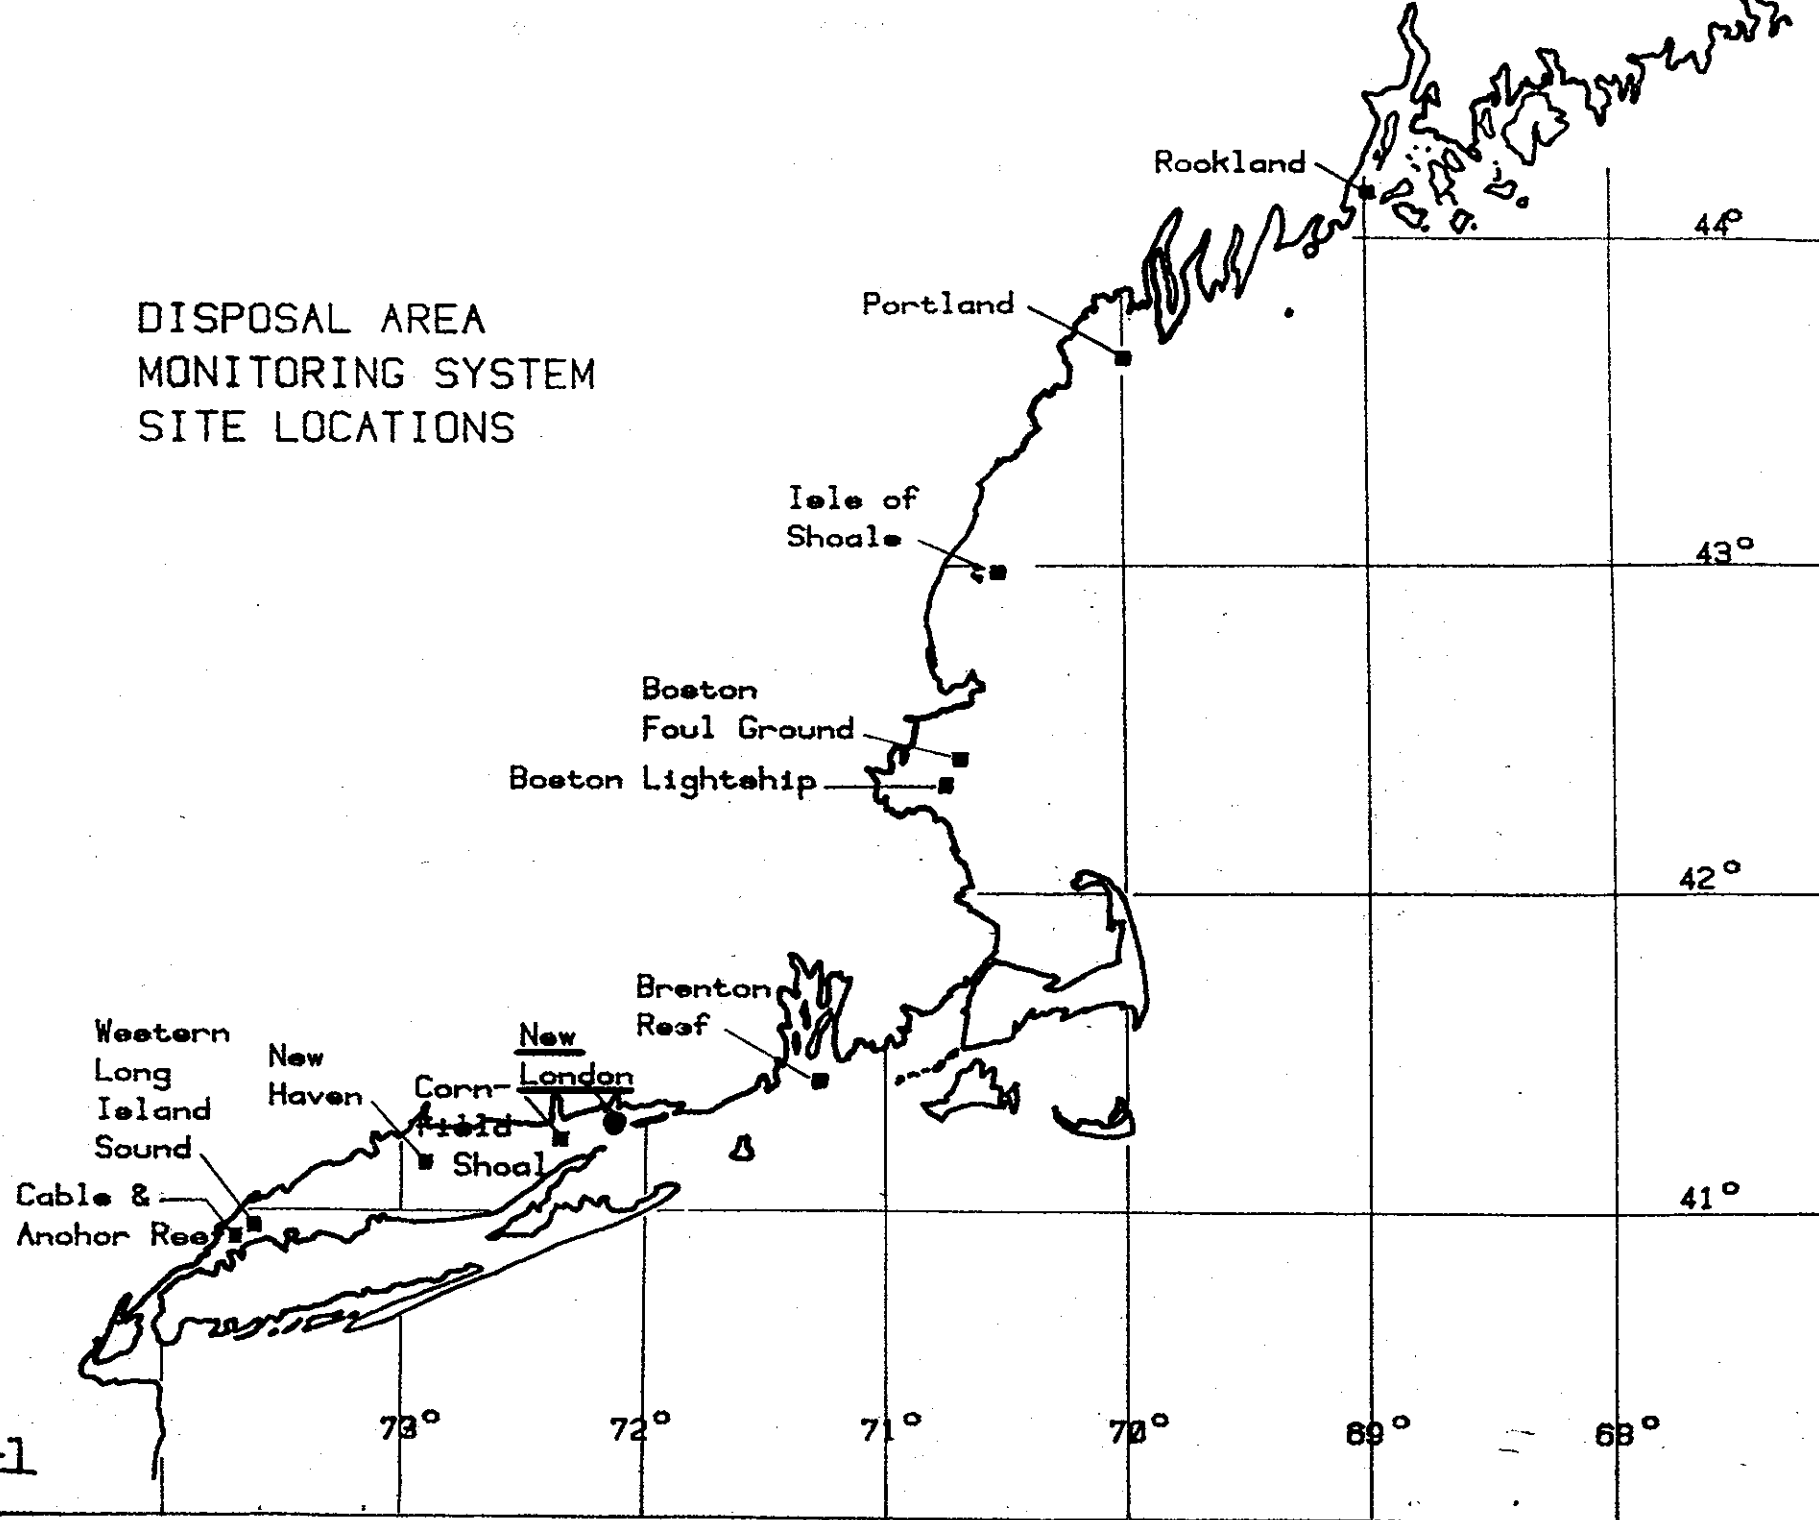 Rockland
44°
Portland
DISPOSAL AREA
MONITORING SYSTEM
SITE LOCATIONS
Isle of
Shoals
43°
Boston
Foul Ground
Boston Lightship
42°
Brenton
Reef
Western
Long
Island
Sound
New
Haven
New
London
Corn-
field
Shoal
Cable &
Anchor Reef
41°
73°
72°
71°
70°
69°
68°
-1